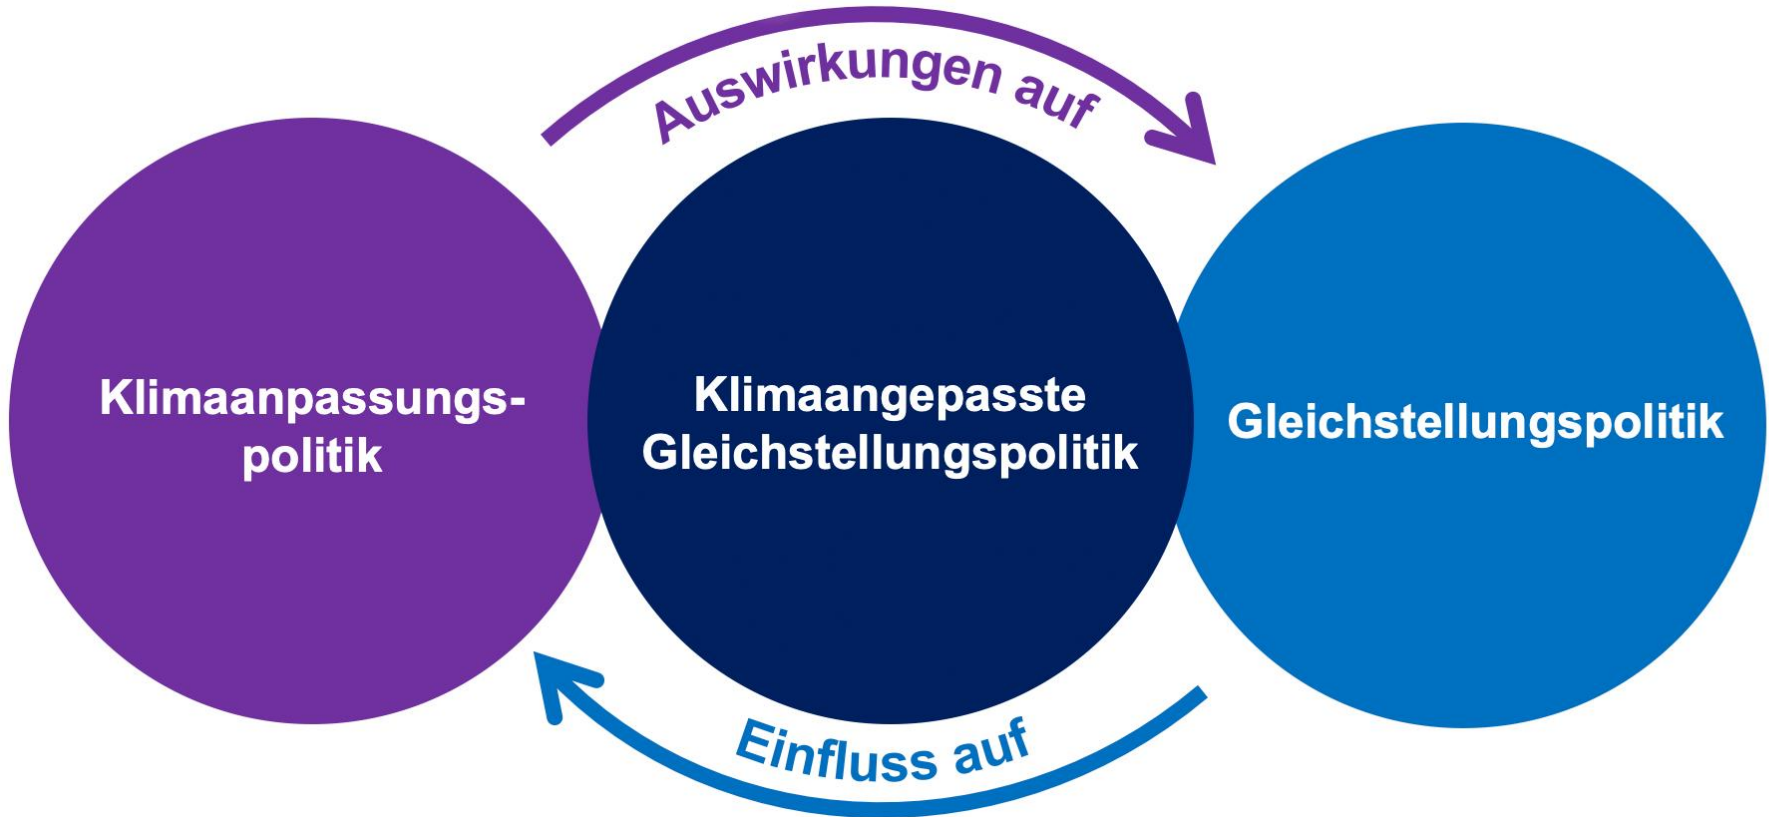 Auswirkungen auf
Klimaanpassungs-
politik
Klimaangepasste
Gleichstellungspolitik
Gleichstellungspolitik
Einfluss auf